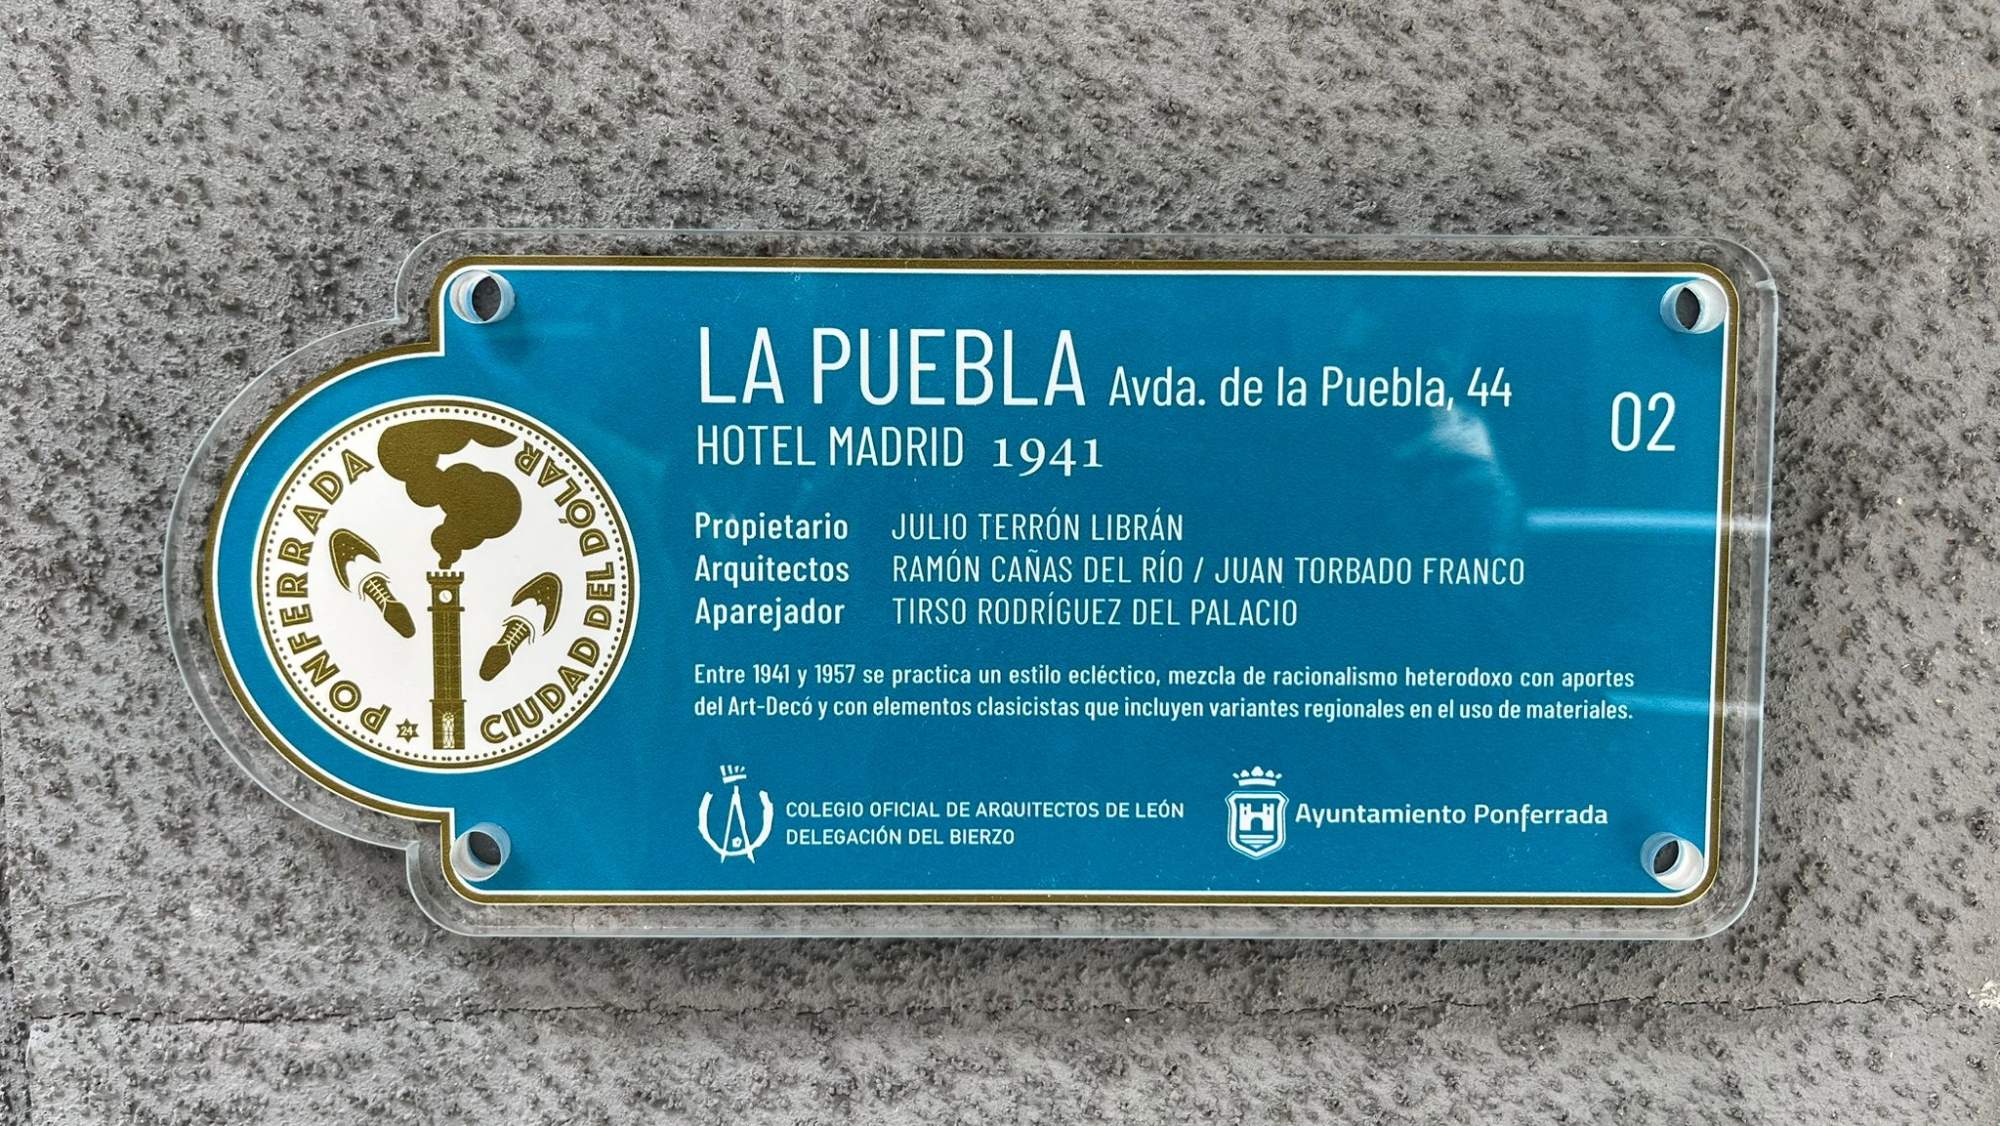 PONFERRADA
CIUDAD DEL DÓLAR
24
LA PUEBLA Avda. de la Puebla, 44
02
HOTEL MADRID 1941
Propietario JULIO TERRÓN LIBRÁN
Arquitectos RAMÓN CAÑAS DEL RÍO / JUAN TORBADO FRANCO
Aparejador TIRSO RODRÍGUEZ DEL PALACIO
Entre 1941 y 1957 se practica un estilo ecléctico, mezcla de racionalismo heterodoxo con aportes
del Art-Decó y con elementos clasicistas que incluyen variantes regionales en el uso de materiales.
COLEGIO OFICIAL DE ARQUITECTOS DE LEÓN
DELEGACIÓN DEL BIERZO
Ayuntamiento Ponferrada